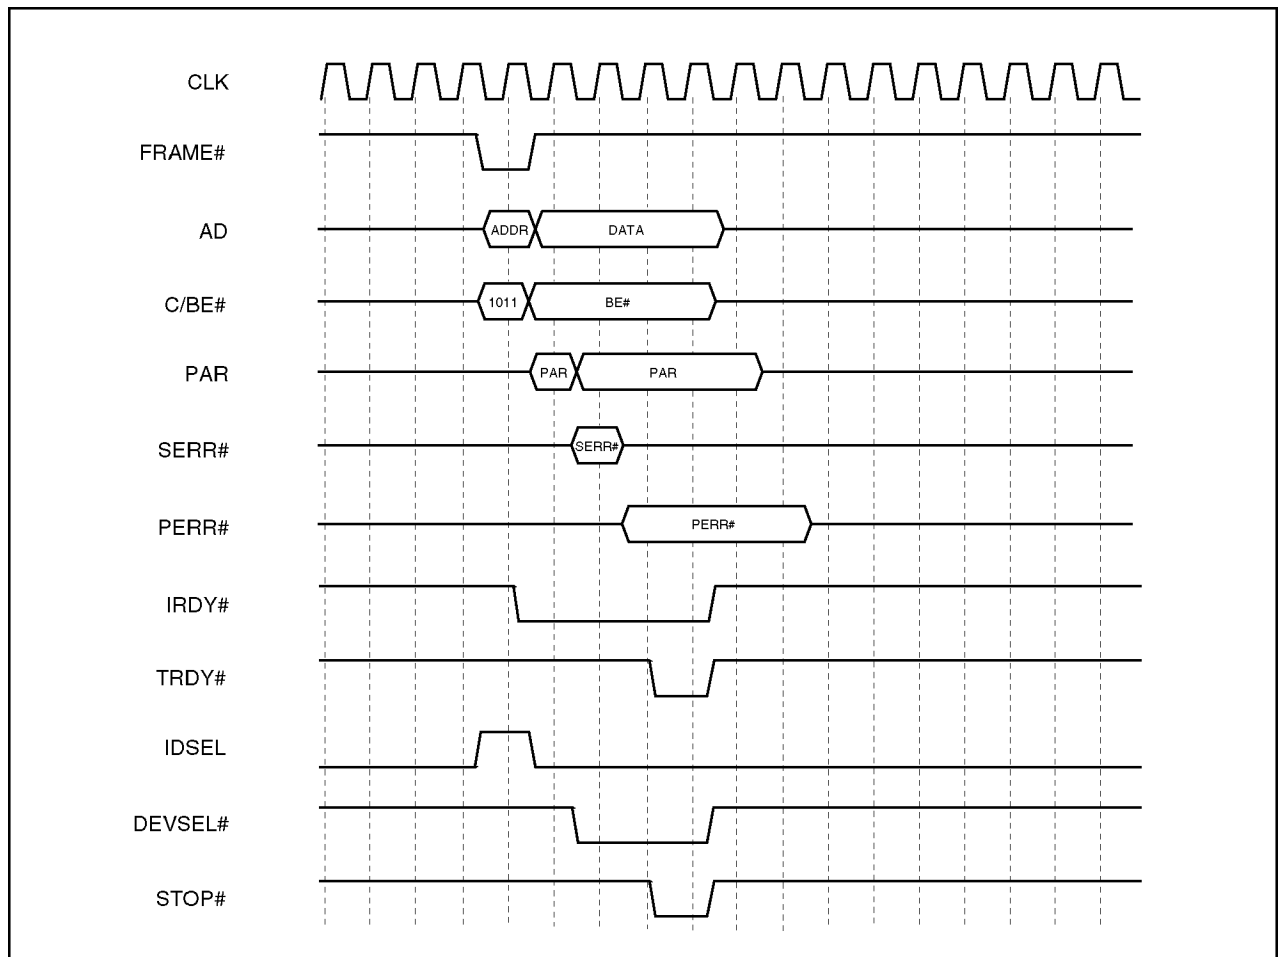 CLK
FRAME#
AD
ADDR DATA
C/BE#
1011 BE#
PAR
PAR PAR
SERR#
SERR#
PERR#
PERR#
IRDY#
TRDY#
IDSEL
DEVSEL#
STOP#